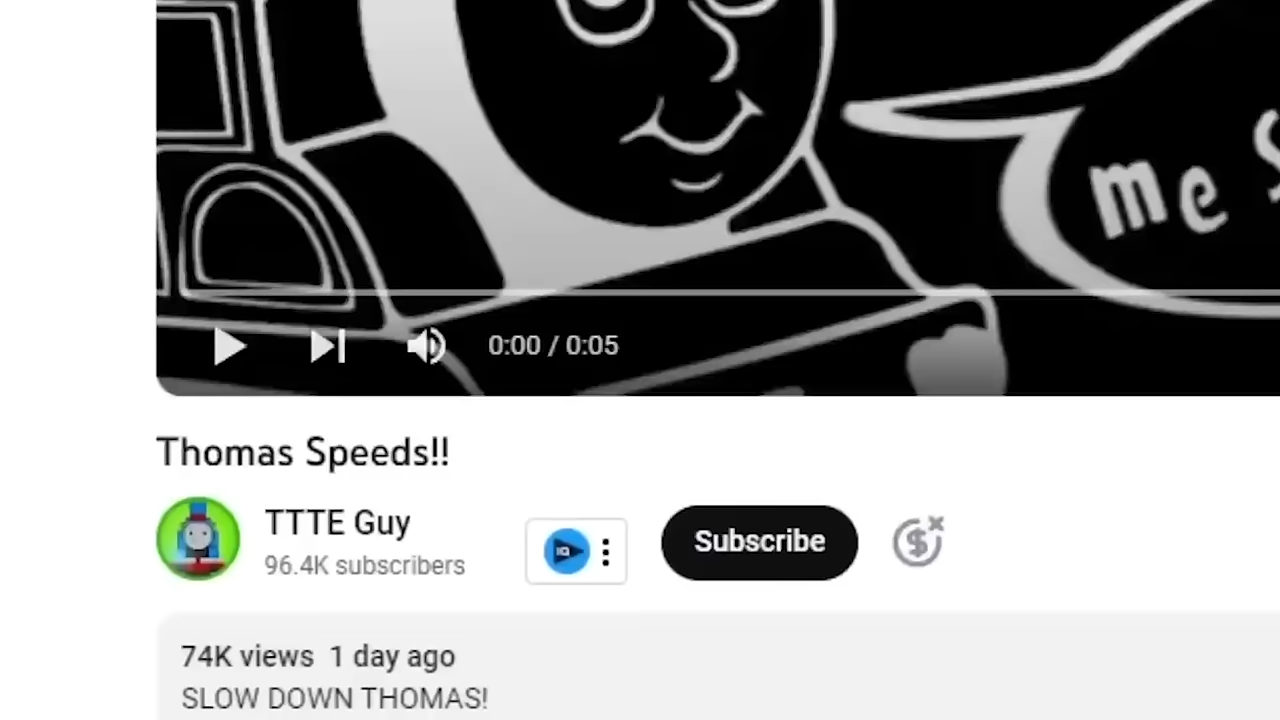 me
0:00 / 0:05
Thomas Speeds!!
TTTE Guy
96.4K subscribers
IQ
Subscribe
74K views 1 day ago
SLOW DOWN THOMAS!